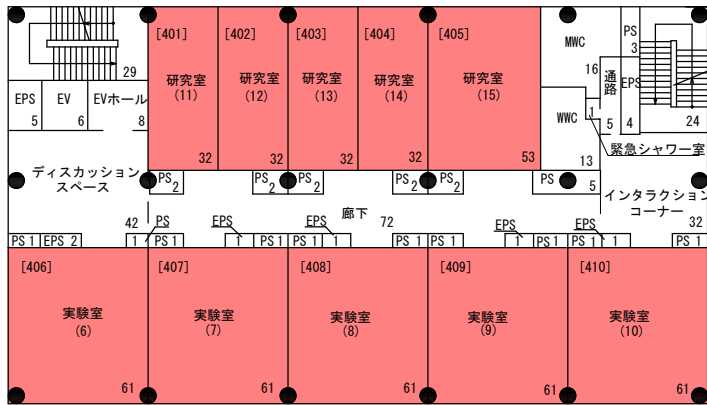 29
EPS
5
EV
6
EVホール
8
[401]
研究室
(11)
32
[402]
研究室
(12)
32
[403]
研究室
(13)
32
[404]
研究室
(14)
32
[405]
研究室
(15)
53
MWC
16
WWC
13
PS
3
通路
5
EPS
4
1
24
緊急シャワー室
ディスカッション
スペース
42
PS
2
PS
2
PS
2
PS
2
PS
2
PS
5
インタラクション
コーナー
32
廊下
72
PS
EPS
EPS
EPS
EPS
PS 1
EPS 2
1
PS 1
1
PS 1
PS 1
1
PS 1
PS 1
1
PS 1
PS 1
1
PS 1
[406]
実験室
(6)
61
[407]
実験室
(7)
61
[408]
実験室
(8)
61
[409]
実験室
(9)
61
[410]
実験室
(10)
61